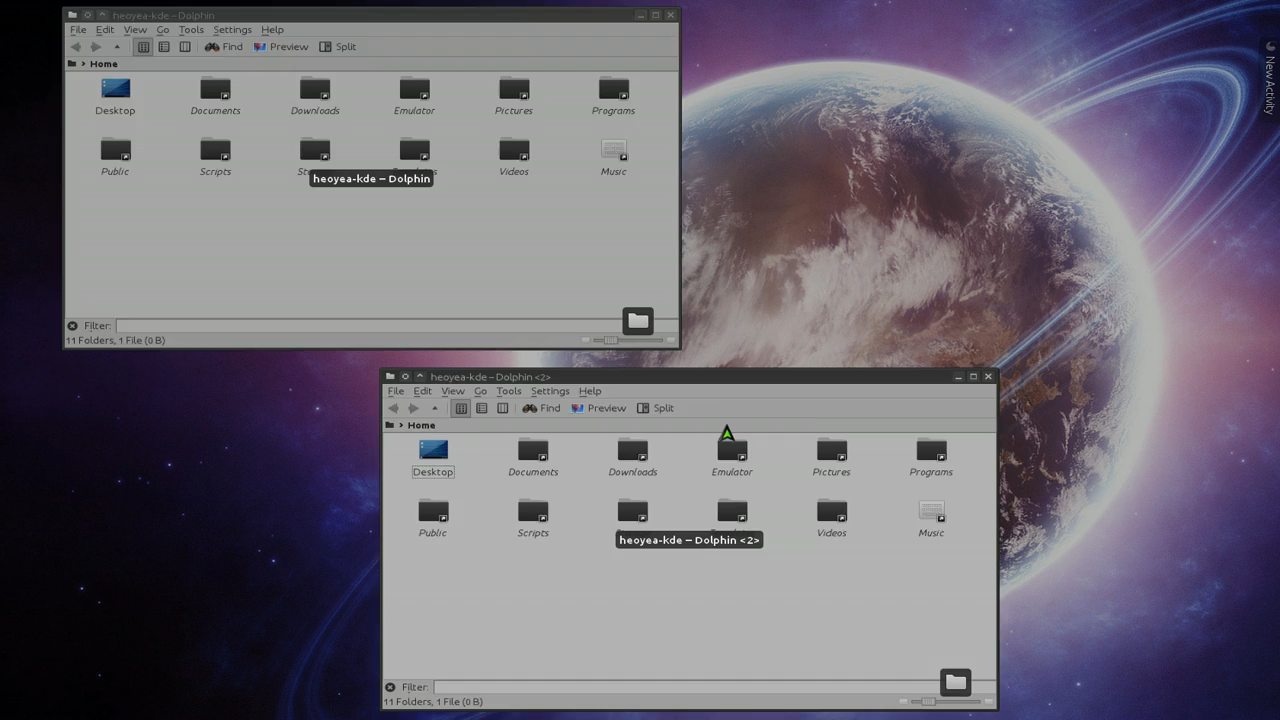 heoyea-kde – Dolphin
File Edit View Go Tools Settings Help
Find Preview Split
Home
Desktop Documents Downloads Emulator Pictures Programs
Public Scripts Videos Music
heoyea-kde – Dolphin
Filter:
11 Folders, 1 File (0 B)
New Activity
heoyea-kde – Dolphin <2>
File Edit View Go Tools Settings Help
Find Preview Split
Home
Desktop Documents Downloads Emulator Pictures Programs
Public Scripts Videos Music
heoyea-kde – Dolphin <2>
Filter:
11 Folders, 1 File (0 B)